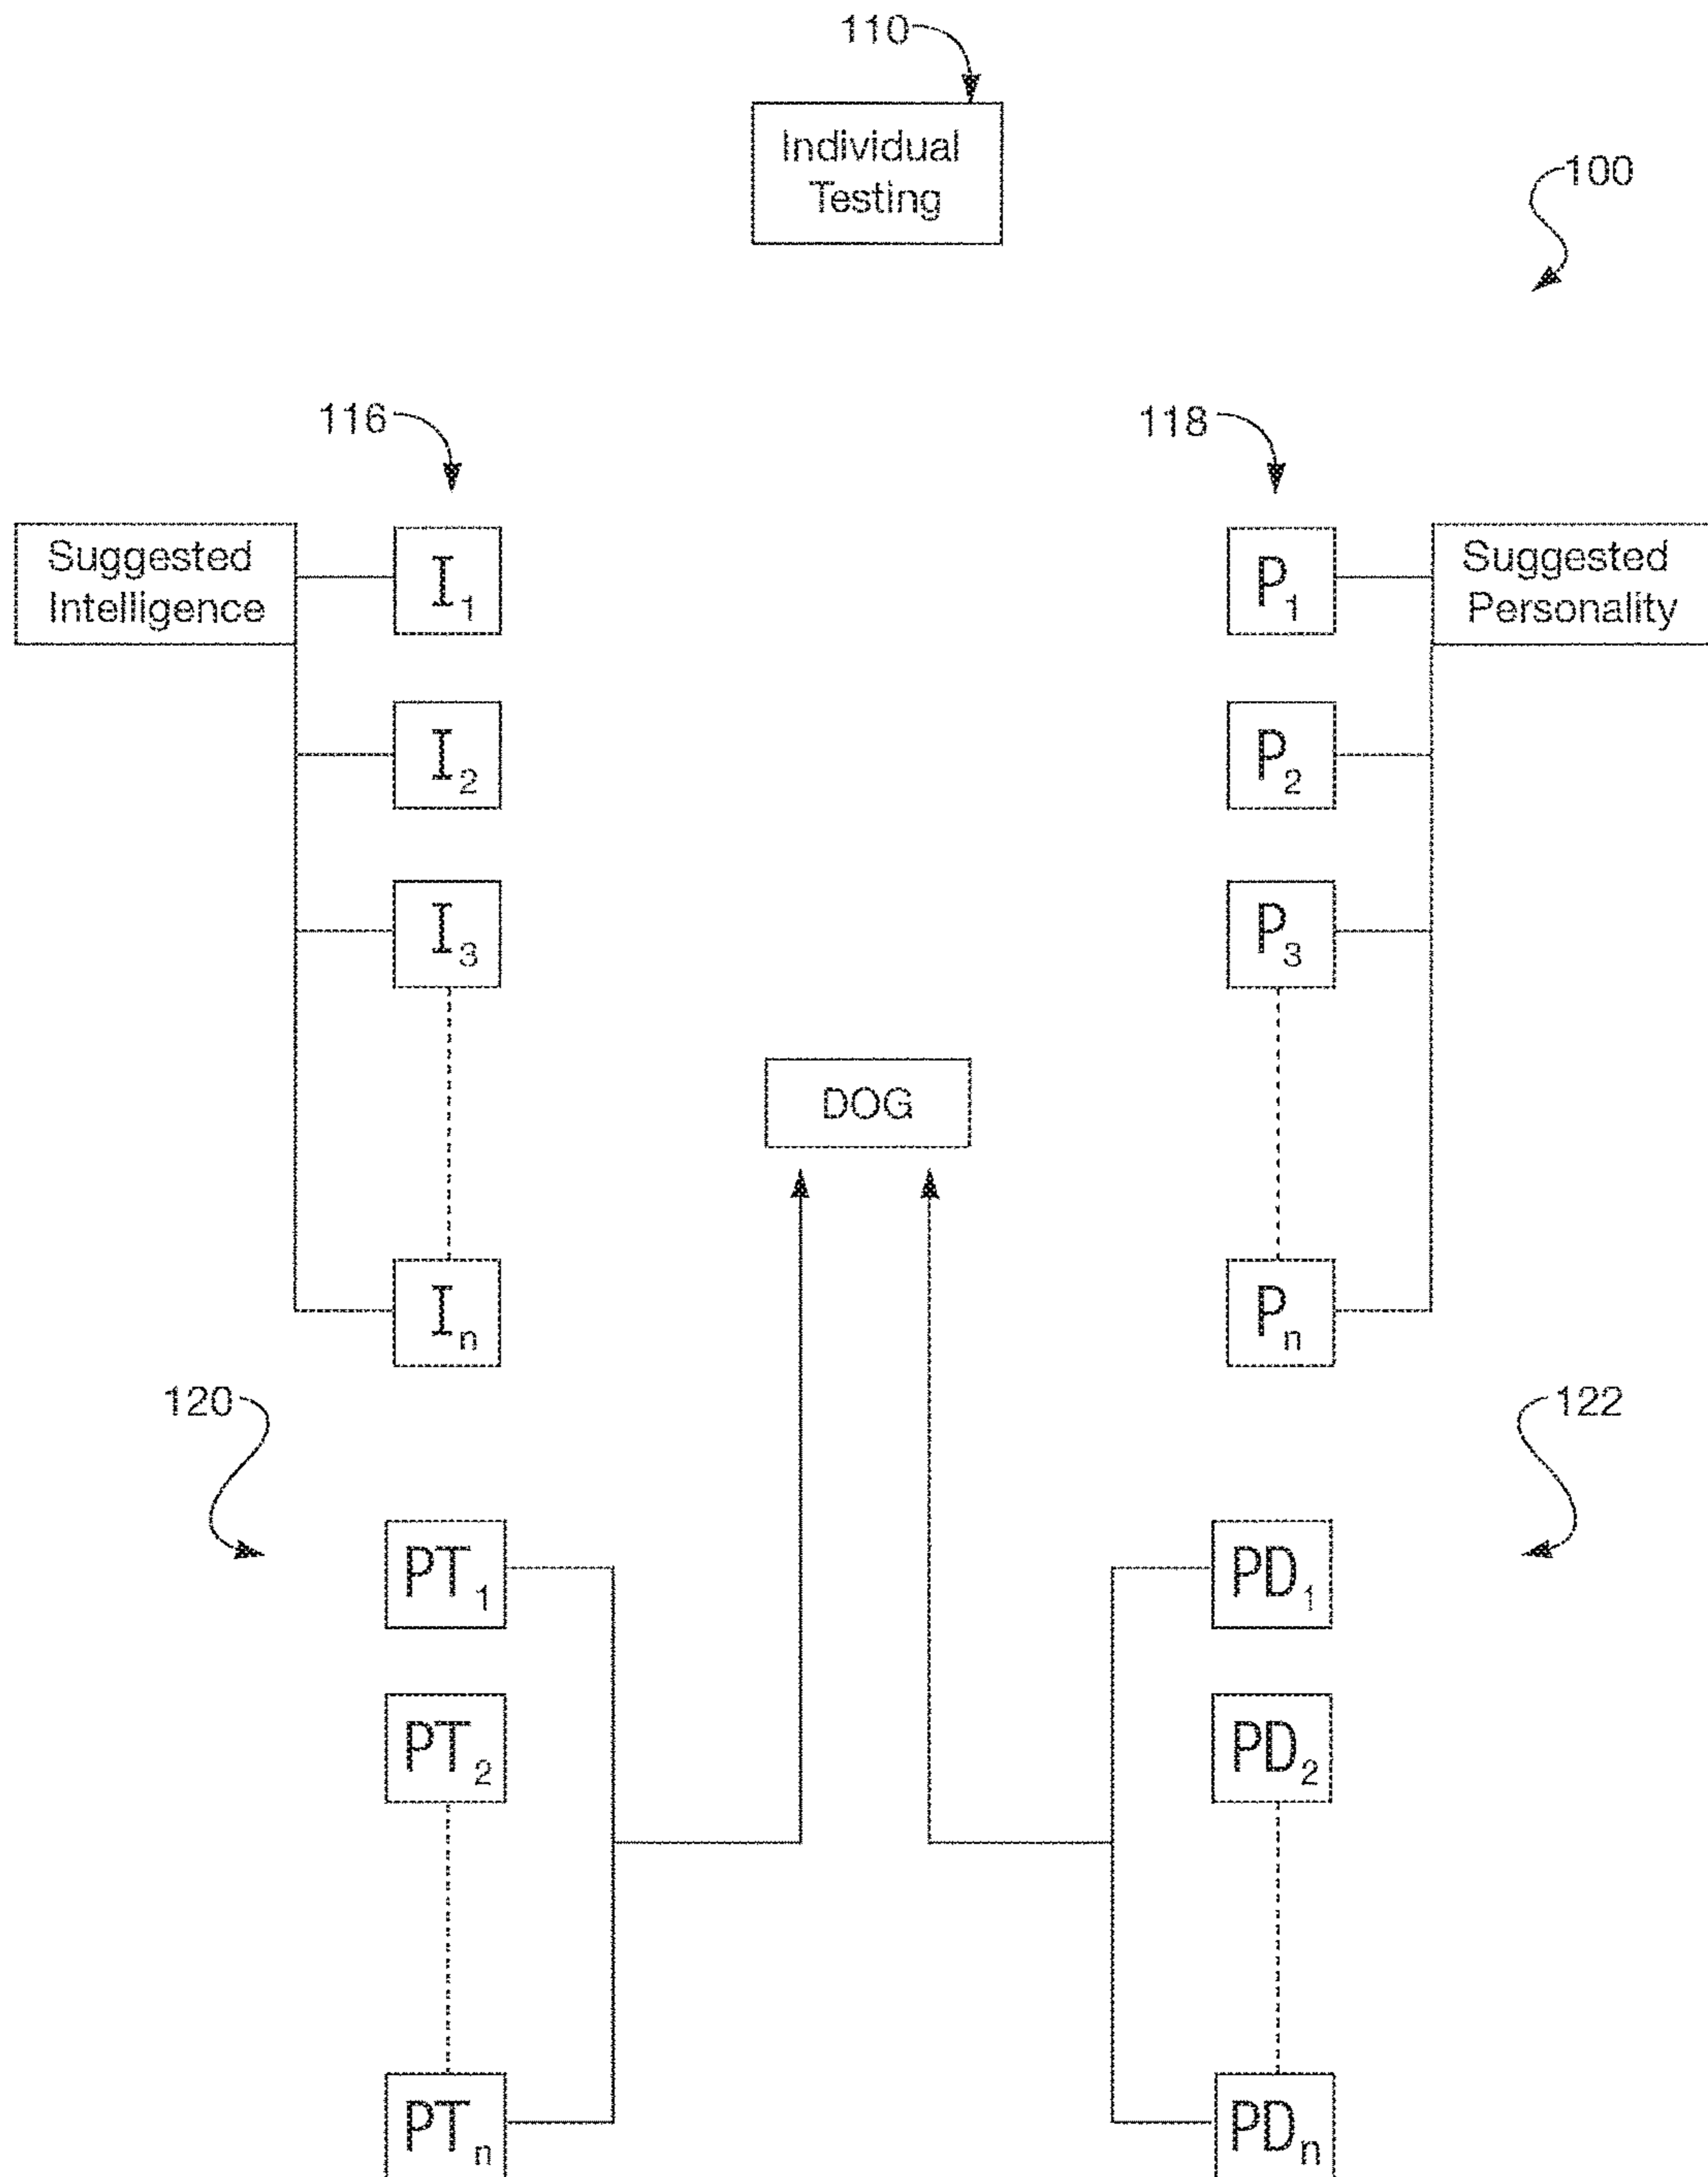 110
Individual
Testing
100
116
118
Suggested
Intelligence
I₁
P₁
Suggested
Personality
I₂
P₂
I₃
P₃
DOG
Iₙ
Pₙ
120
122
PT₁
PD₁
PT₂
PD₂
PTₙ
PDₙ